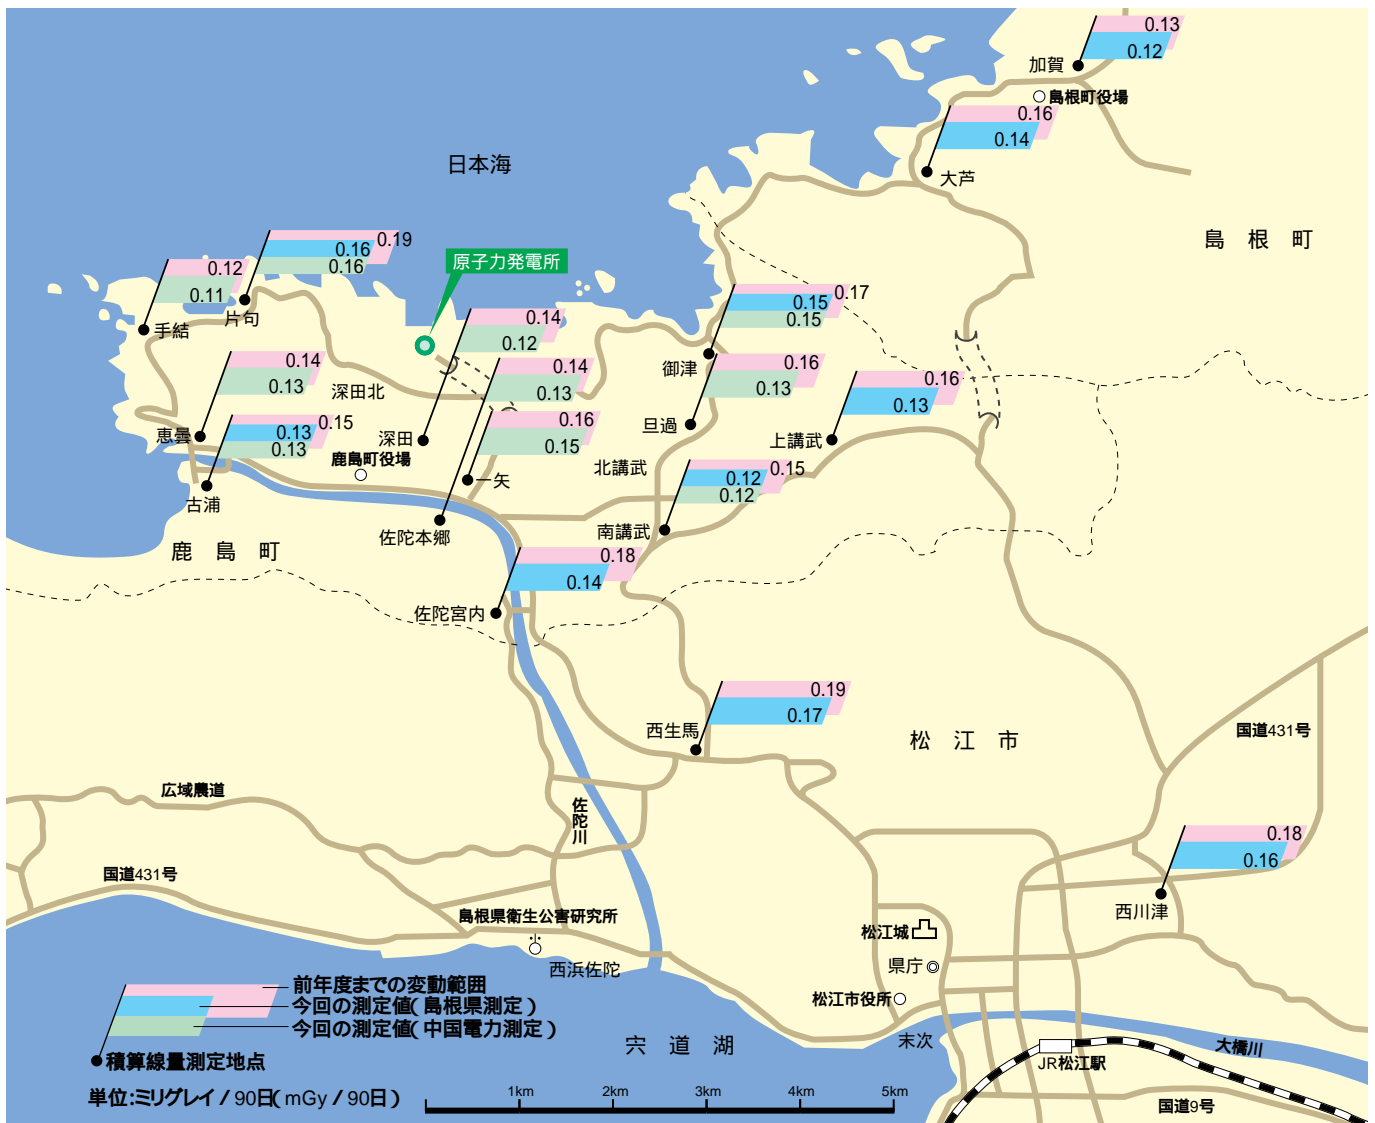 0.13
0.12
加賀
島根町役場
0.16
0.14
大芦
日本海
島根町
0.19
0.16
0.16
片句
0.12
0.11
手結
原子力発電所
0.14
0.12
深田
0.17
0.15
0.15
御津
0.14
0.13
恵曇
深田北
0.14
0.13
佐陀本郷
0.16
0.13
旦過
0.16
0.13
上講武
0.15
0.13
0.13
古浦
鹿島町役場
0.16
0.15
一矢
北講武
0.15
0.12
0.12
南講武
鹿島町
0.18
0.14
佐陀宮内
0.19
0.17
西生馬
松江市
国道431号
広域農道
佐陀川
0.18
0.16
西川津
国道431号
島根県衛生公害研究所
西浜佐陀
松江城
県庁
松江市役所
末次
前年度までの変動範囲
今回の測定値(島根県測定)
今回の測定値(中国電力測定)
積算線量測定地点
宍道湖
大橋川
JR松江駅
単位:ミリグレイ/90日(mGy/90日)
1km
2km
3km
4km
5km
国道9号